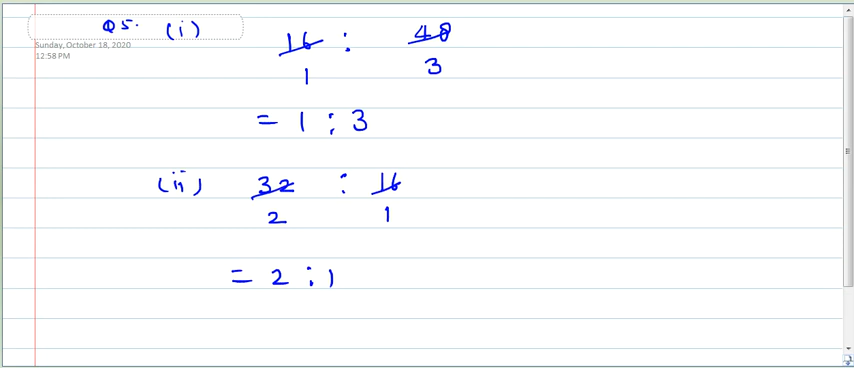 Q5. (i)
16 : 48
1 3
= 1 : 3
Sunday, October 18, 2020
12:58 PM
(ii) 32 : 16
2 1
= 2 : 1